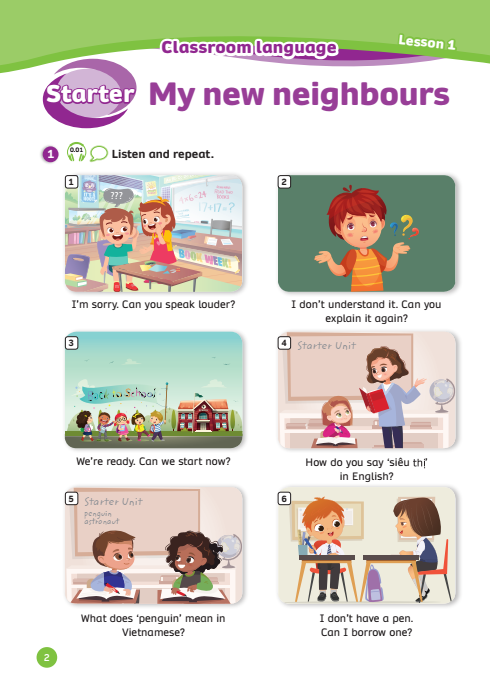 Classroom language
Lesson 1
Starter
My new neighbours
1
0.01
Listen and repeat.
1
???
BOOK WEEK
I'm sorry. Can you speak louder?
2
???
I don't understand it. Can you
explain it again?
3
We're ready. Can we start now?
4
Starter Unit
How do you say 'siêu thị'
in English?
5
Starter Unit
penguin
astronaut
What does 'penguin' mean in
Vietnamese?
6
I don't have a pen.
Can I borrow one?
2